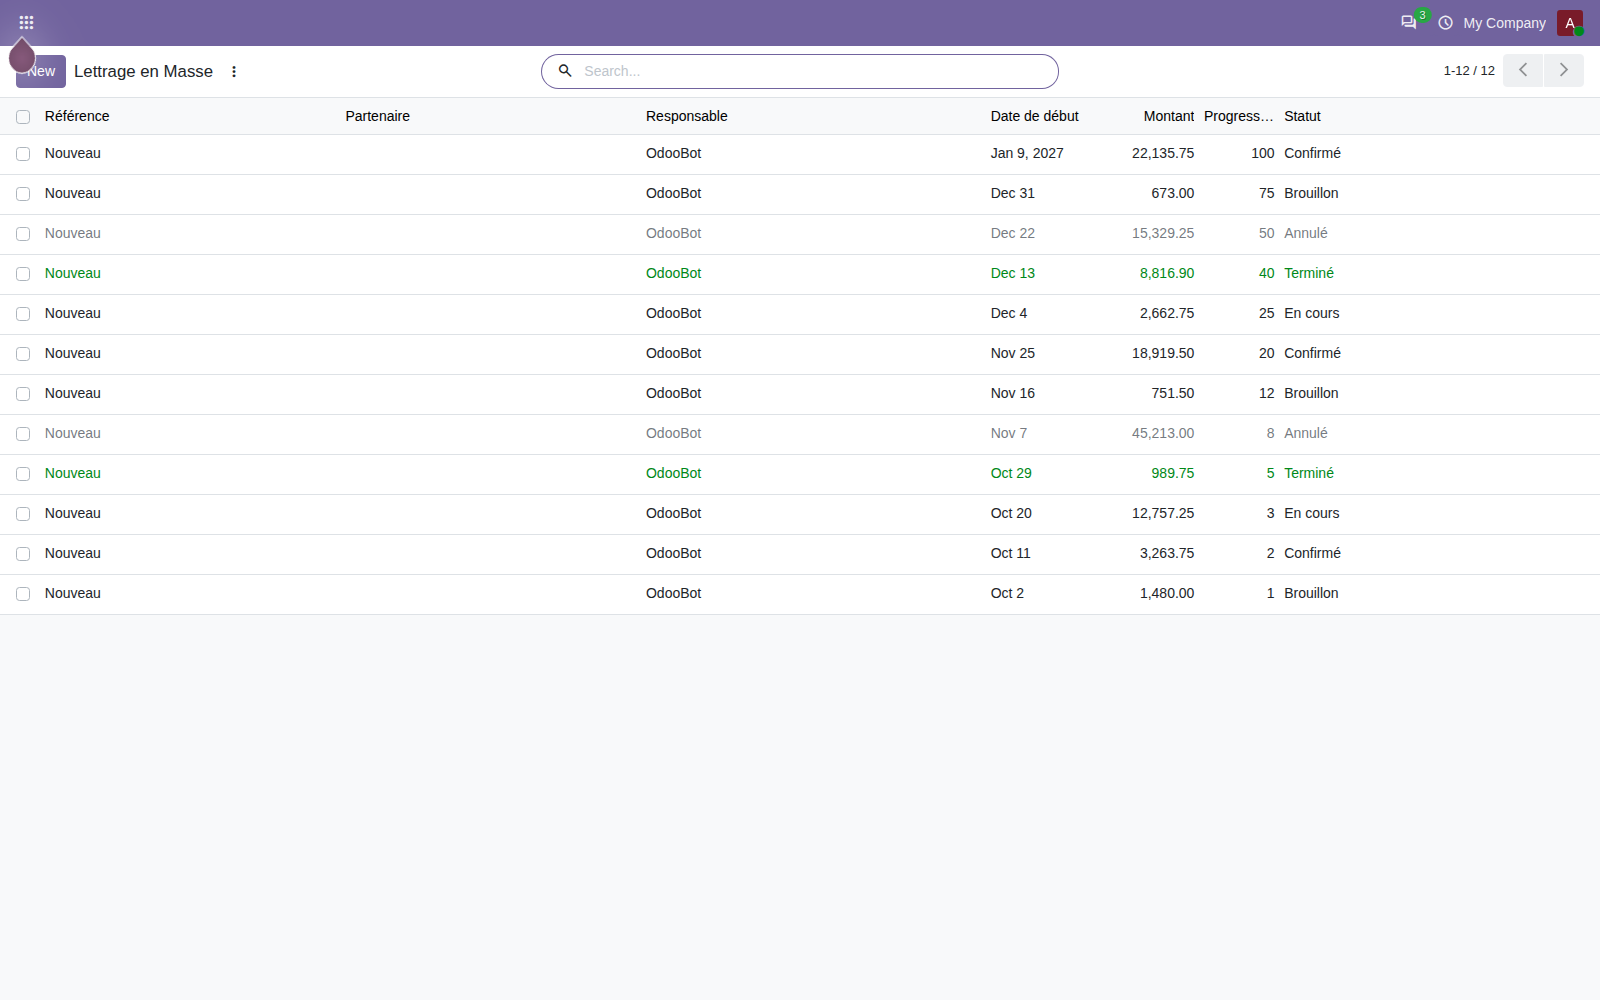 3 My Company A
New Lettrage en Masse Search... 1-12 / 12
Référence Partenaire Responsable Date de début Montant Progress... Statut
Nouveau OdooBot Jan 9, 2027 22,135.75 100 Confirmé
Nouveau OdooBot Dec 31 673.00 75 Brouillon
Nouveau OdooBot Dec 22 15,329.25 50 Annulé
Nouveau OdooBot Dec 13 8,816.90 40 Terminé
Nouveau OdooBot Dec 4 2,662.75 25 En cours
Nouveau OdooBot Nov 25 18,919.50 20 Confirmé
Nouveau OdooBot Nov 16 751.50 12 Brouillon
Nouveau OdooBot Nov 7 45,213.00 8 Annulé
Nouveau OdooBot Oct 29 989.75 5 Terminé
Nouveau OdooBot Oct 20 12,757.25 3 En cours
Nouveau OdooBot Oct 11 3,263.75 2 Confirmé
Nouveau OdooBot Oct 2 1,480.00 1 Brouillon